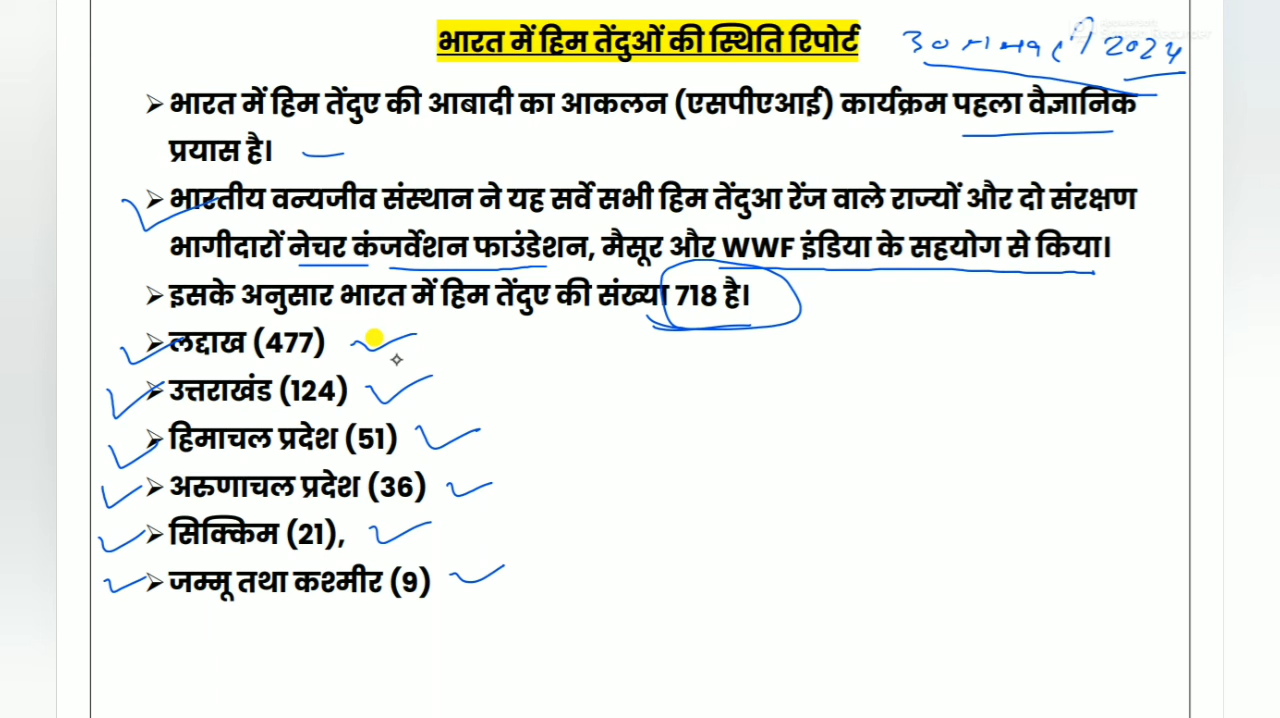 भारत में हिम तेंदुओं की स्थिति रिपोर्ट
30 जनवरी 2024
भारत में हिम तेंदुए की आबादी का आकलन (एसपीएआई) कार्यक्रम पहला वैज्ञानिक
प्रयास है।
भारतीय वन्यजीव संस्थान ने यह सर्वे सभी हिम तेंदुआ रेंज वाले राज्यों और दो संरक्षण
भागीदारों नेचर कंजर्वेशन फाउंडेशन, मैसूर और WWF इंडिया के सहयोग से किया।
इसके अनुसार भारत में हिम तेंदुए की संख्या 718 है।
लद्दाख (477)
उत्तराखंड (124)
हिमाचल प्रदेश (51)
अरुणाचल प्रदेश (36)
सिक्किम (21),
जम्मू तथा कश्मीर (9)